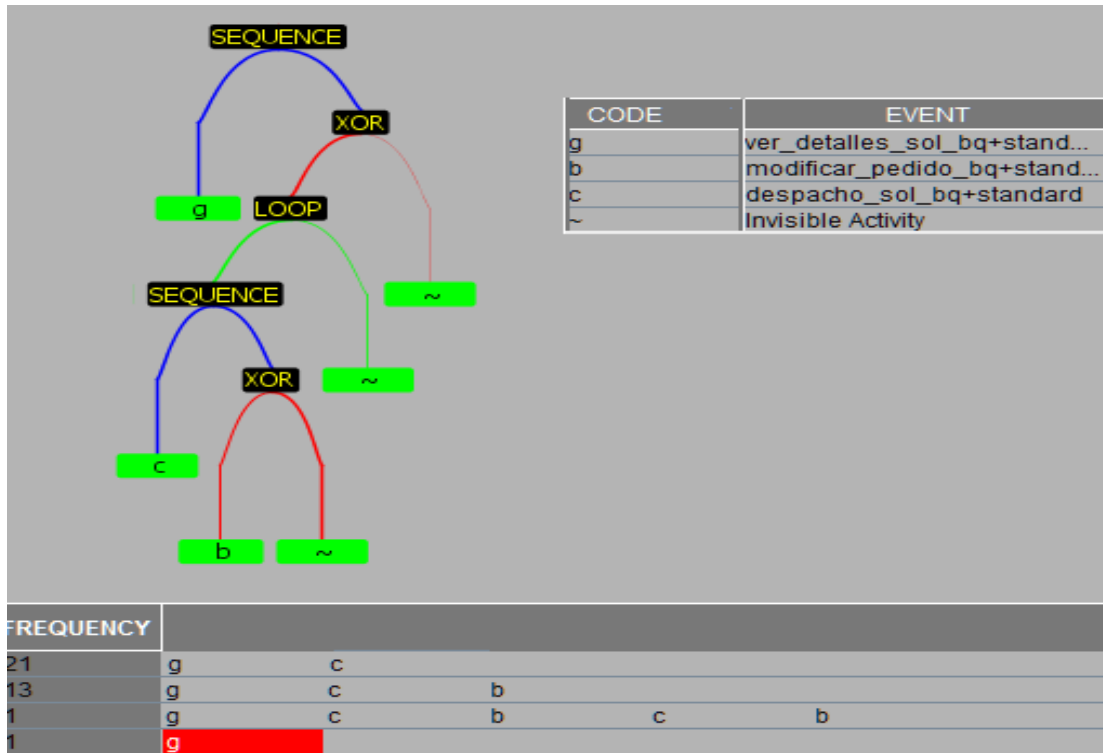 SEQUENCE
XOR
g
LOOP
SEQUENCE
~
XOR
~
c
b
~
CODE EVENT
g ver_detalles_sol_bq+stand...
b modificar_pedido_bq+stand...
c despacho_sol_bq+standard
~ Invisible Activity
FREQUENCY
21 g c
13 g c b
1 g c b c b
1 g